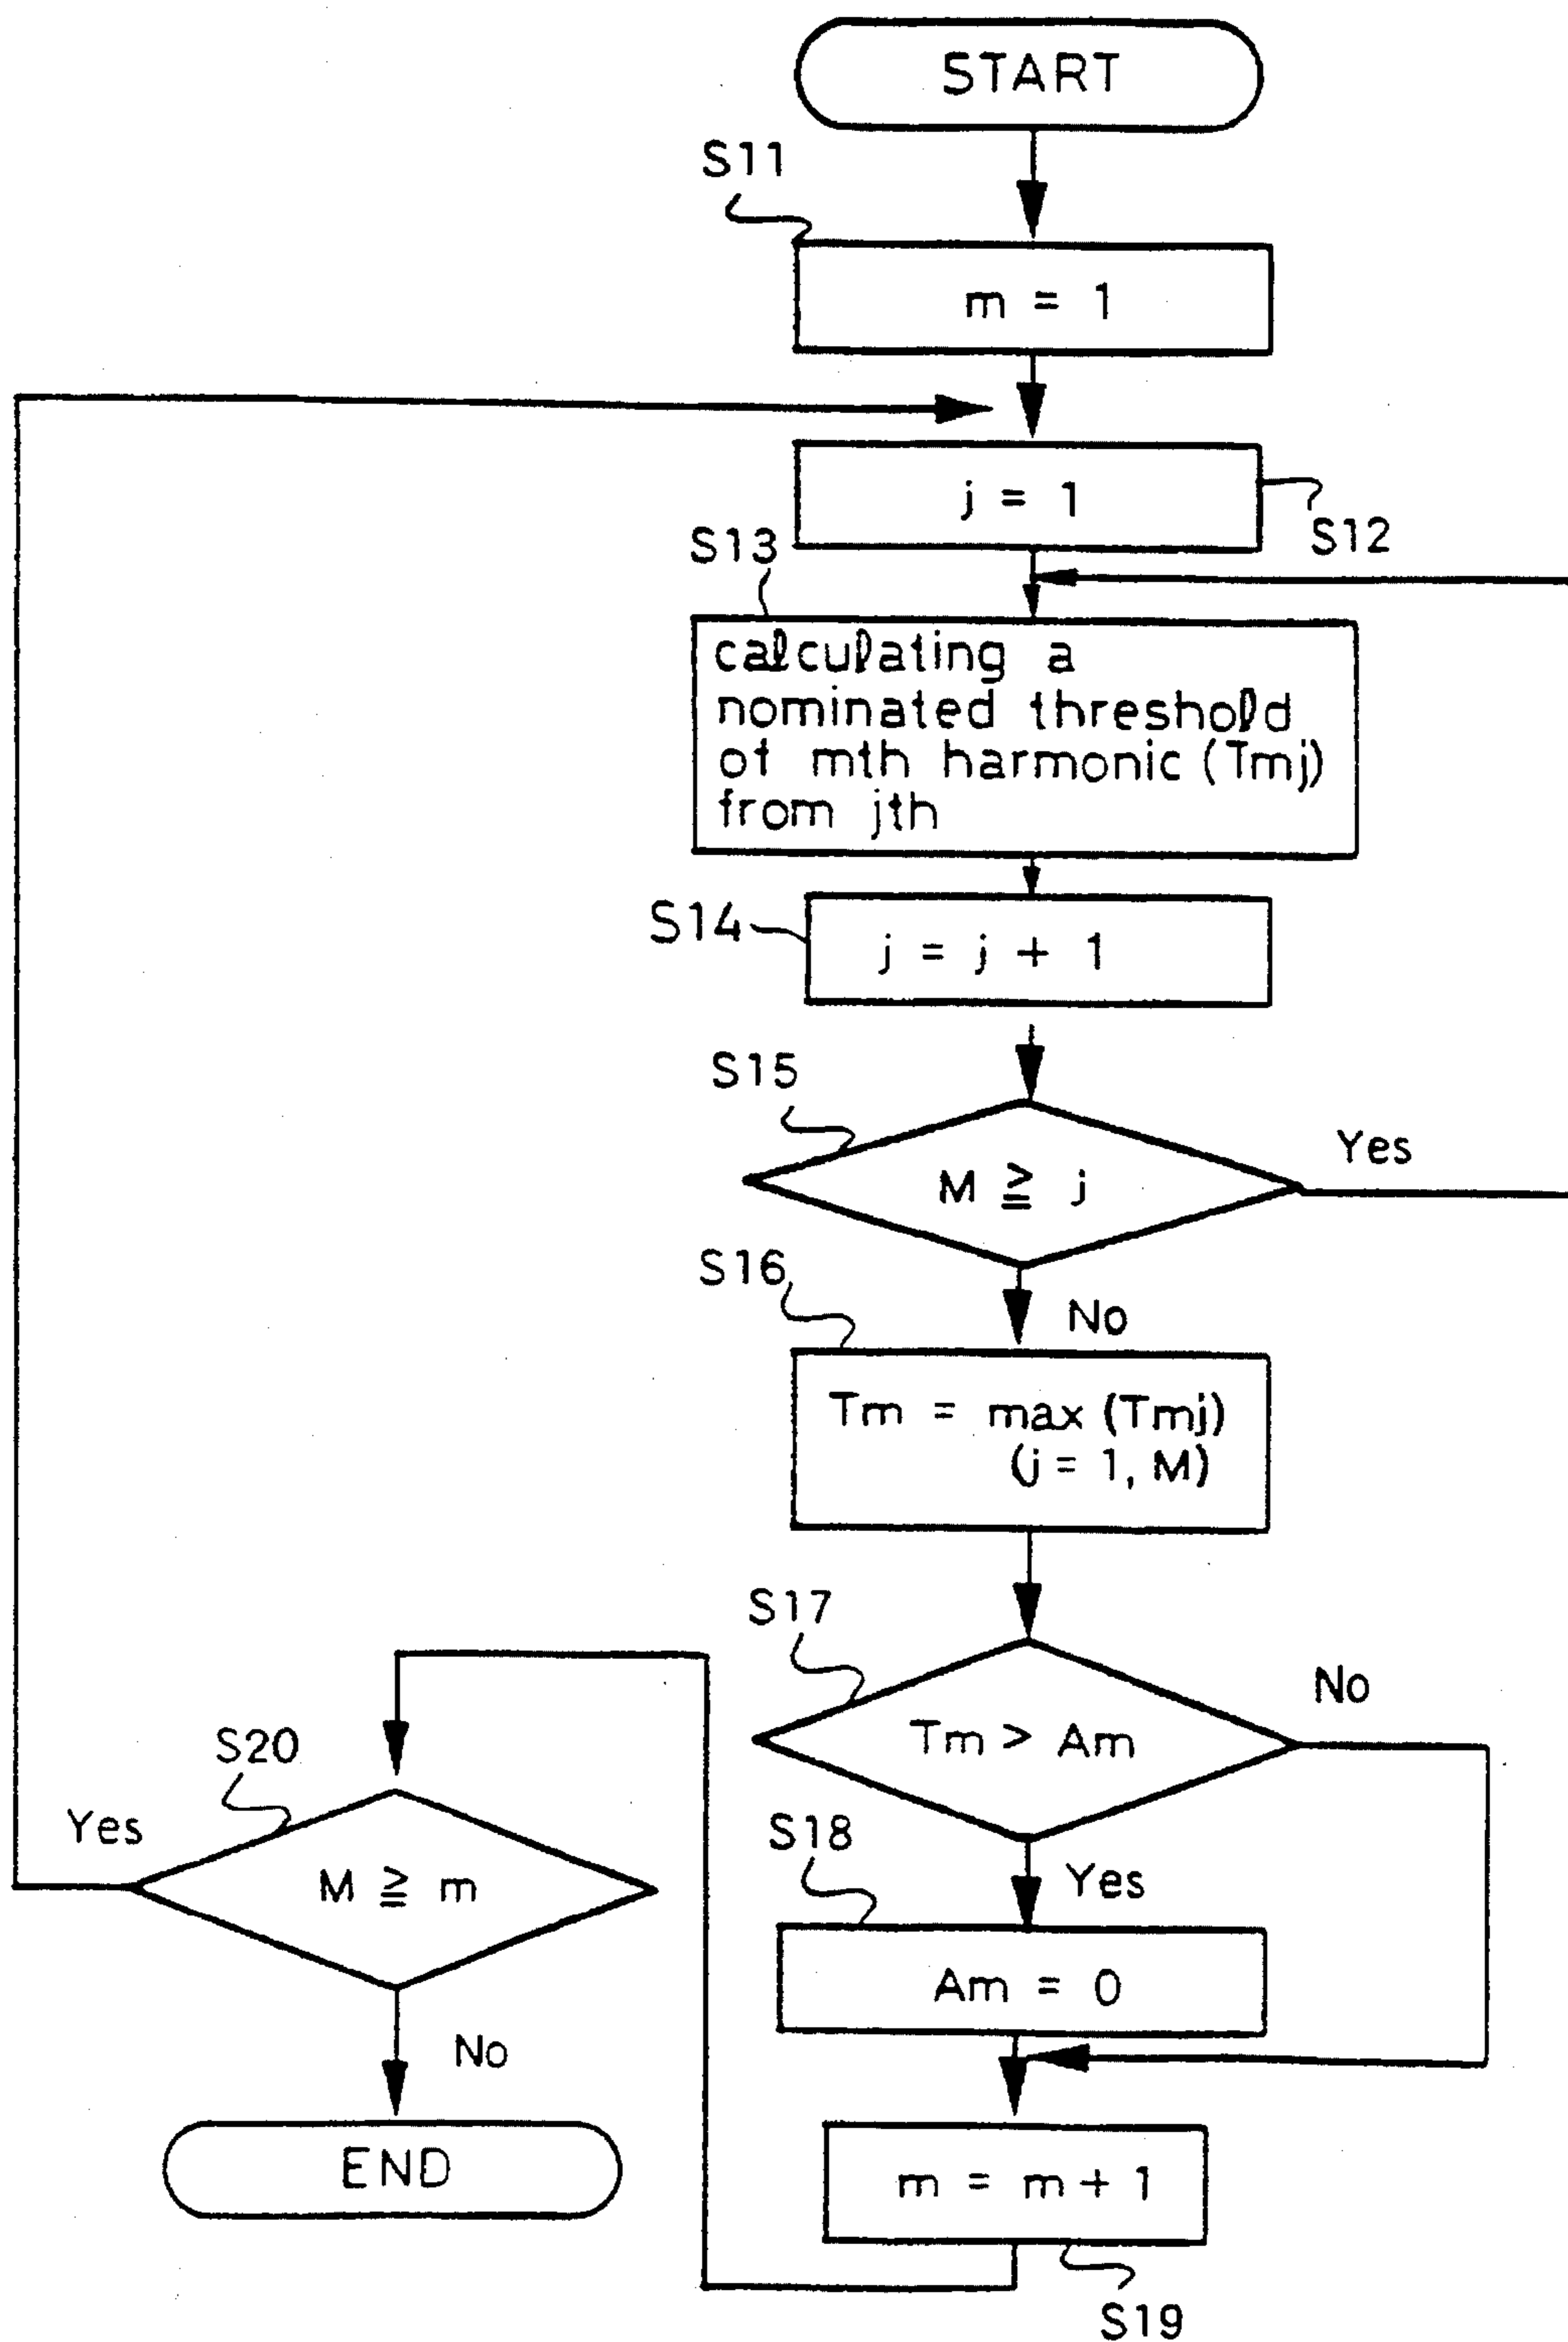 START
S11
m = 1
j = 1
S12
S13
calculating a
nominated threshold
of mth harmonic (Tmj)
from jth
S14
j = j + 1
S15
M ≧ j
Yes
S16
No
Tm = max (Tmj)
(j = 1, M)
S17
Tm > Am
No
S20
Yes
M ≧ m
S18
Yes
Am = 0
No
END
m = m + 1
S19